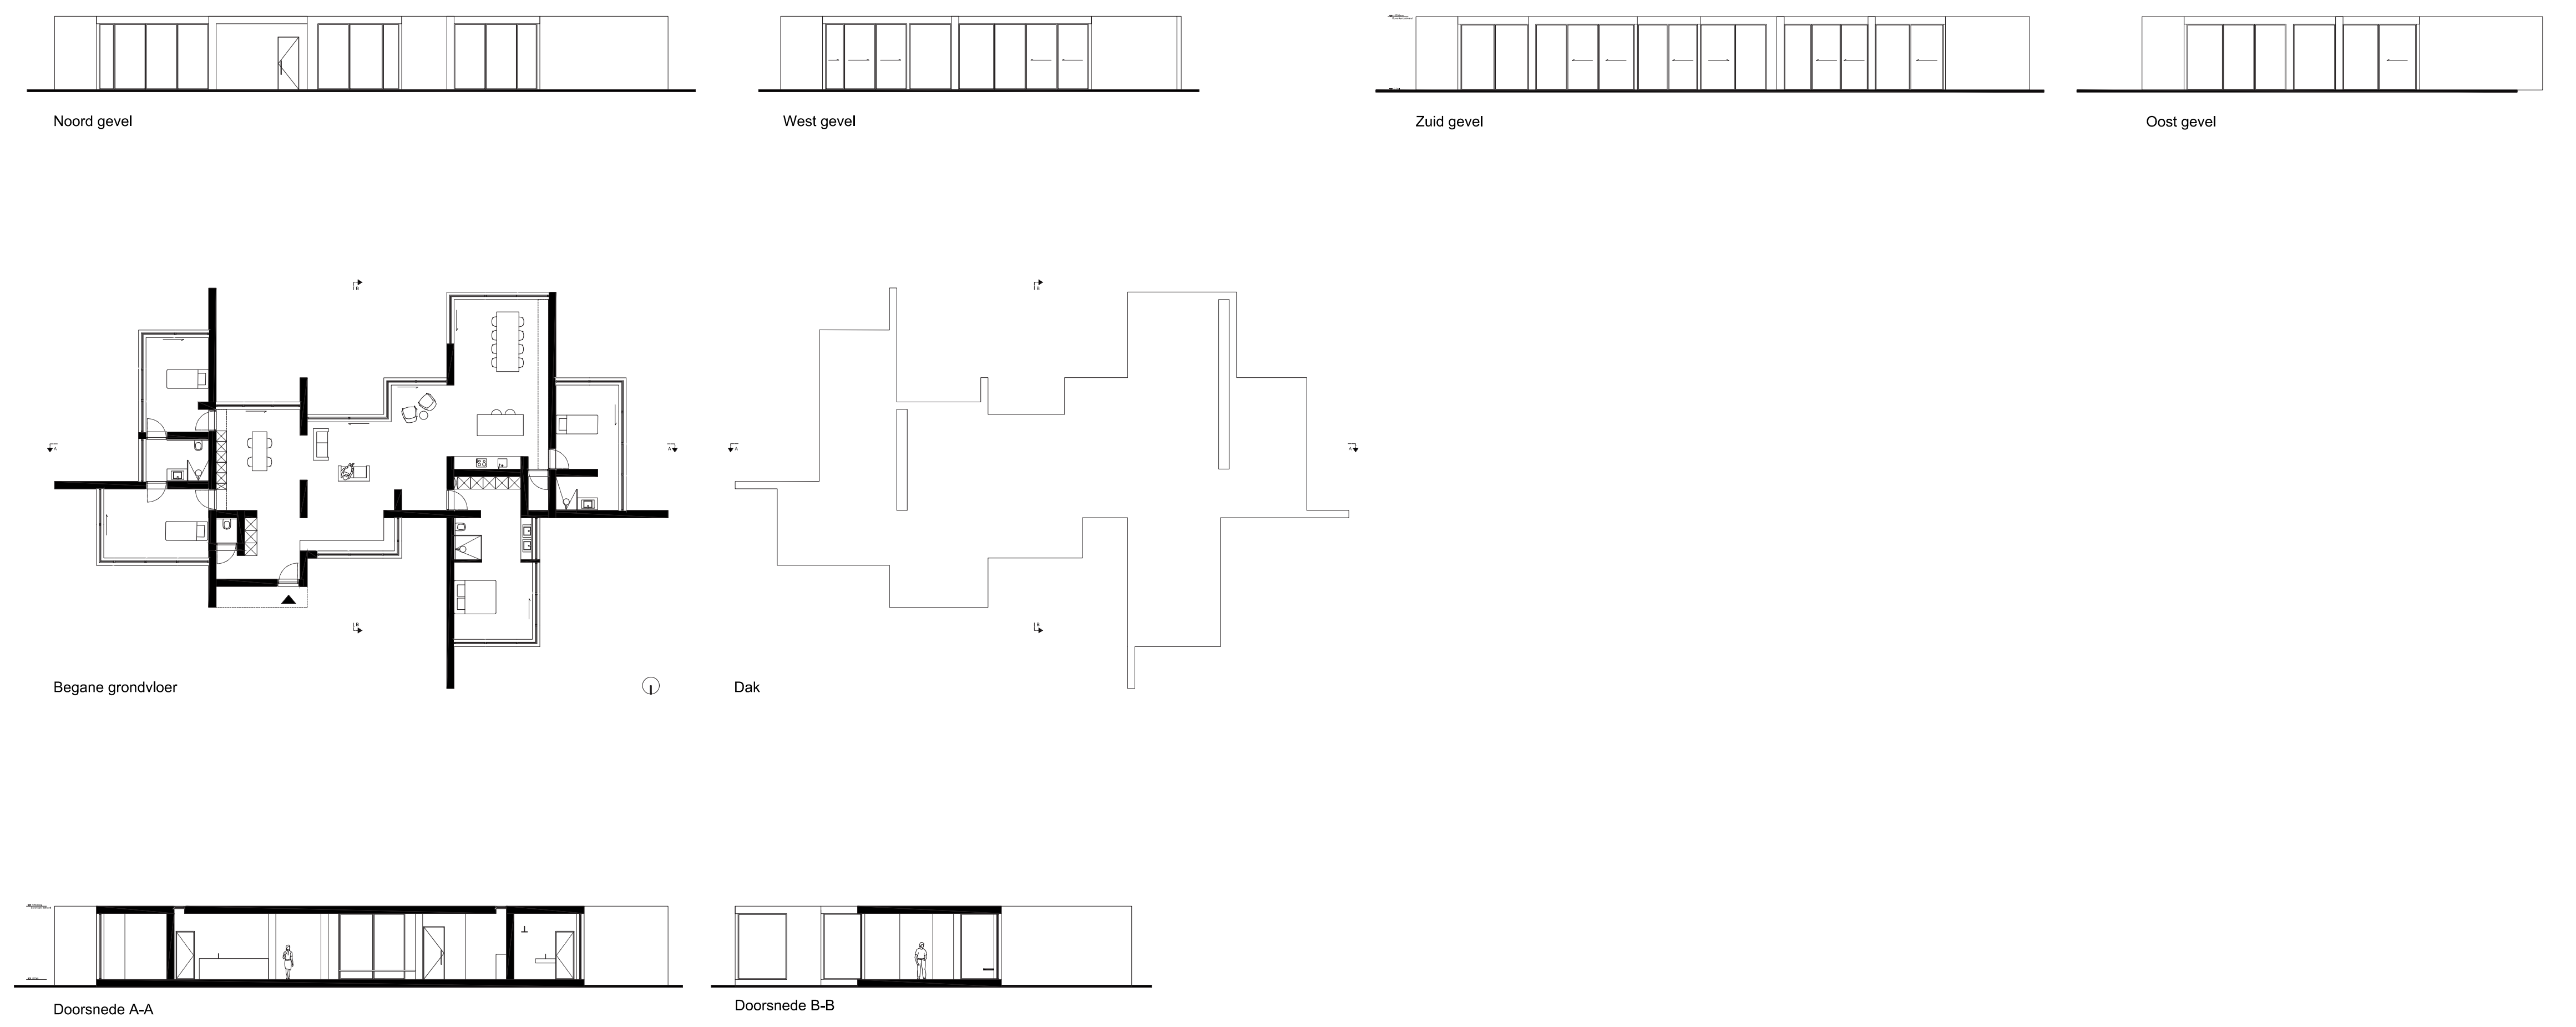 Noord gevel
West gevel
Zuid gevel
Oost gevel
B
B
A
A
A
A
B
B
Begane grondvloer
Dak
Doorsnede A-A
Doorsnede B-B